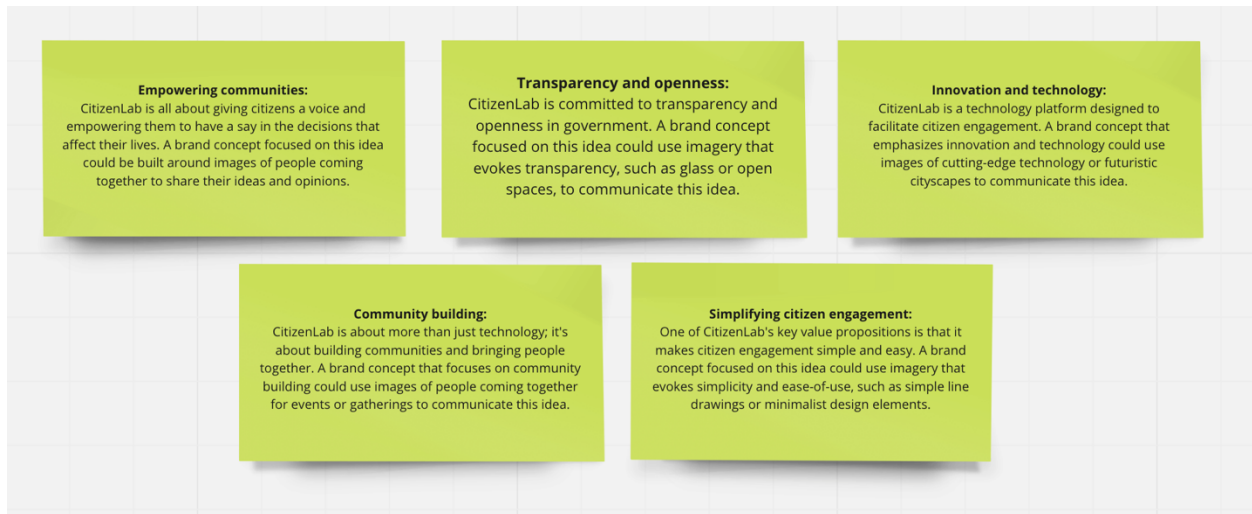 Empowering communities:
CitizenLab is all about giving citizens a voice and
empowering them to have a say in the decisions that
affect their lives. A brand concept focused on this idea
could be built around images of people coming
together to share their ideas and opinions.
Transparency and openness:
CitizenLab is committed to transparency and
openness in government. A brand concept
focused on this idea could use imagery that
evokes transparency, such as glass or open
spaces, to communicate this idea.
Innovation and technology:
CitizenLab is a technology platform designed to
facilitate citizen engagement. A brand concept that
emphasizes innovation and technology could use
images of cutting-edge technology or futuristic
cityscapes to communicate this idea.
Community building:
CitizenLab is about more than just technology; it's
about building communities and bringing people
together. A brand concept that focuses on community
building could use images of people coming together
for events or gatherings to communicate this idea.
Simplifying citizen engagement:
One of CitizenLab's key value propositions is that it
makes citizen engagement simple and easy. A brand
concept focused on this idea could use imagery that
evokes simplicity and ease-of-use, such as simple line
drawings or minimalist design elements.